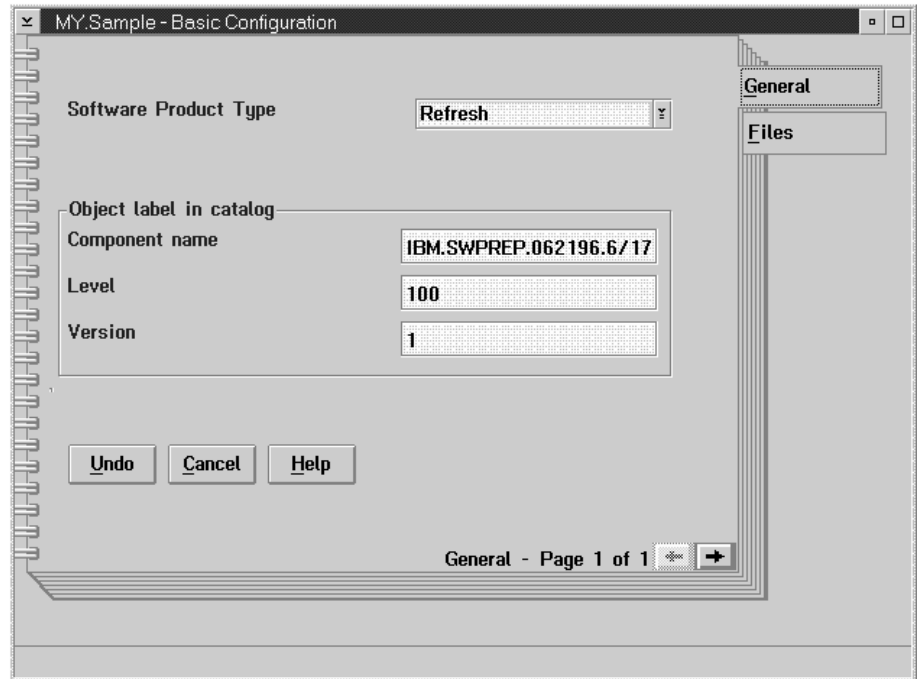 MY.Sample - Basic Configuration
General
Software Product Type
Refresh
Files
Object label in catalog
Component name
IBM.SWPREP.062196.6/17
Level
100
Version
1
Undo Cancel Help
General - Page 1 of 1